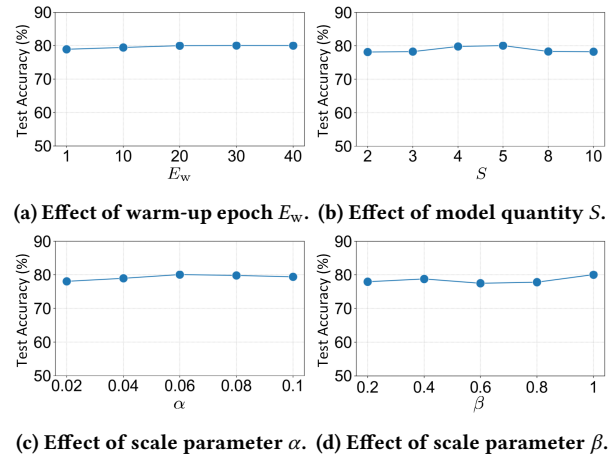 Test Accuracy (%)
90
80
70
60
50
1 10 20 30 40
E_w
(a) Effect of warm-up epoch E_w.
Test Accuracy (%)
90
80
70
60
50
2 3 4 5 8 10
S
(b) Effect of model quantity S.
Test Accuracy (%)
90
80
70
60
50
0.02 0.04 0.06 0.08 0.1
α
(c) Effect of scale parameter α.
Test Accuracy (%)
90
80
70
60
50
0.2 0.4 0.6 0.8 1
β
(d) Effect of scale parameter β.